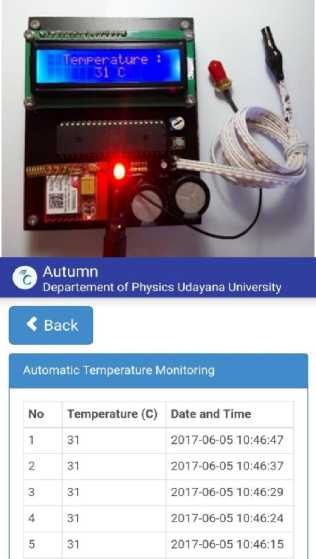 Temperature :
31 C
Autumn
Departement of Physics Udayana University
Back
Automatic Temperature Monitoring
No Temperature (C) Date and Time
1 31 2017-06-05 10:46:47
2 31 2017-06-05 10:46:37
3 31 2017-06-05 10:46:29
4 31 2017-06-05 10:46:24
5 31 2017-06-05 10:46:15